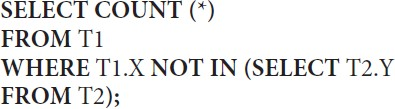 SELECT COUNT (*)
FROM T1
WHERE T1.X NOT IN (SELECT T2.Y
FROM T2);